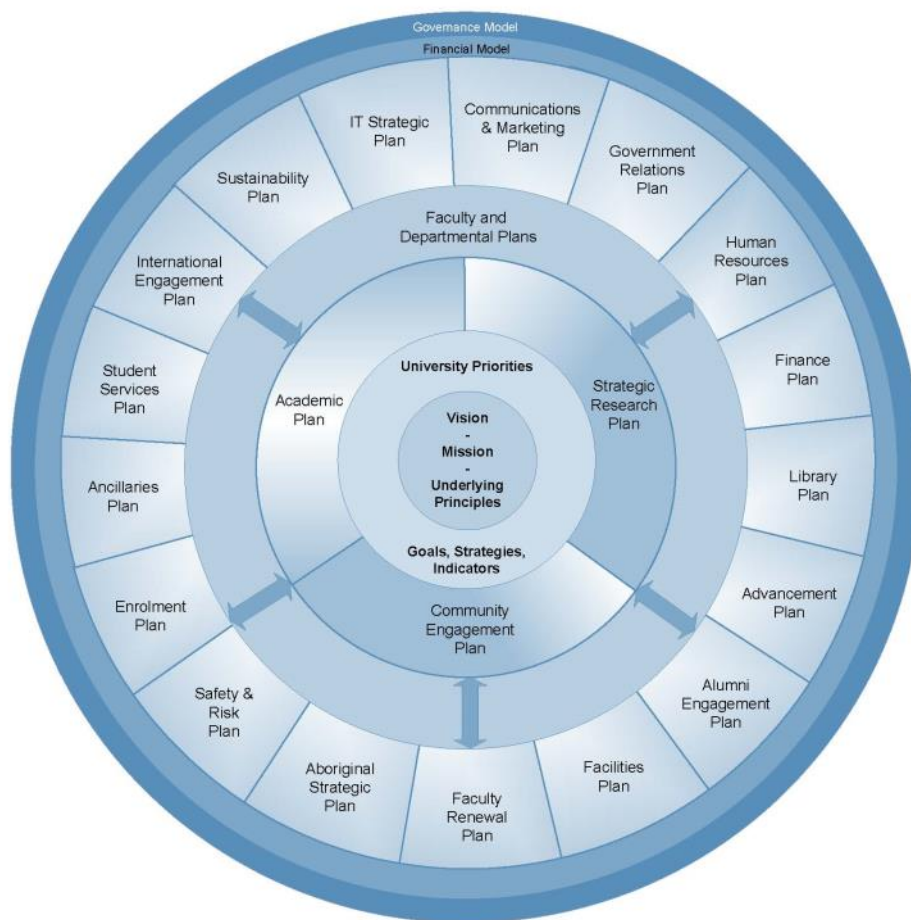 Governance Model
Financial Model
Communications
& Marketing
Plan
Government
Relations
Plan
Human
Resources
Plan
Finance
Plan
Library
Plan
Advancement
Plan
Alumni
Engagement
Plan
Facilities
Plan
Faculty
Renewal
Plan
Aboriginal
Strategic
Plan
Safety &
Risk
Plan
Enrolment
Plan
Ancillaries
Plan
Student
Services
Plan
International
Engagement
Plan
Sustainability
Plan
IT Strategic
Plan
Faculty and
Departmental Plans
Academic
Plan
Strategic
Research
Plan
Community
Engagement
Plan
University Priorities
Vision
-
Mission
-
Underlying
Principles
Goals, Strategies,
Indicators